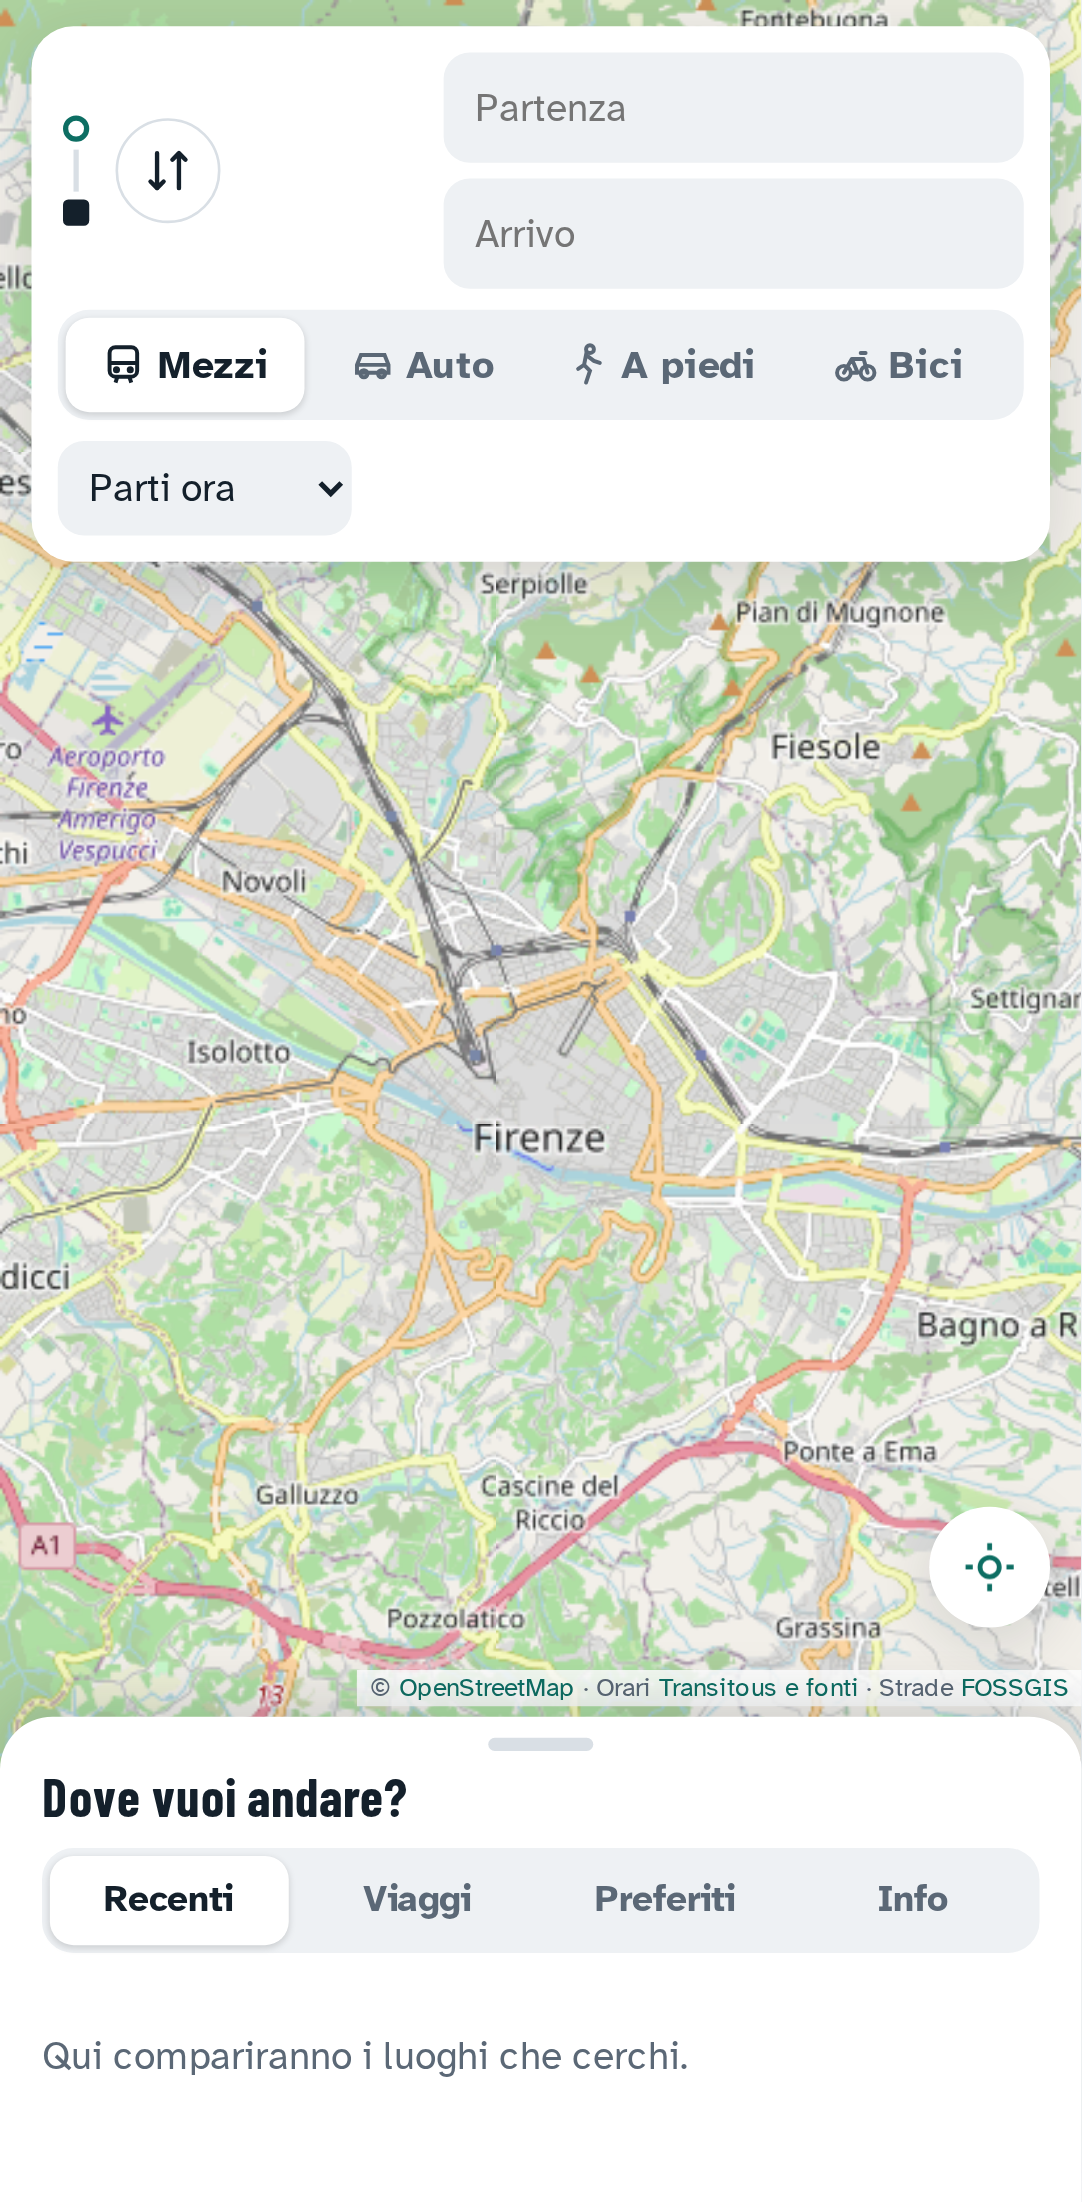 Fontebugna
Partenza
Arrivo
Mezzi
Auto
A piedi
Bici
Parti ora
Serpiolle
Pian di Mugnone
Fiesole
Aeroporto
Firenze
Amerigo
Vespucci
Novoli
Isolotto
Firenze
Ponte a Ema
Galluzzo
Cascine del
Riccio
A1
Pozzolatico
Grassina
Bagno a R
Settignar
dicci
© OpenStreetMap · Orari Transitous e fonti · Strade FOSSGIS
Dove vuoi andare?
Recenti
Viaggi
Preferiti
Info
Qui compariranno i luoghi che cerchi.